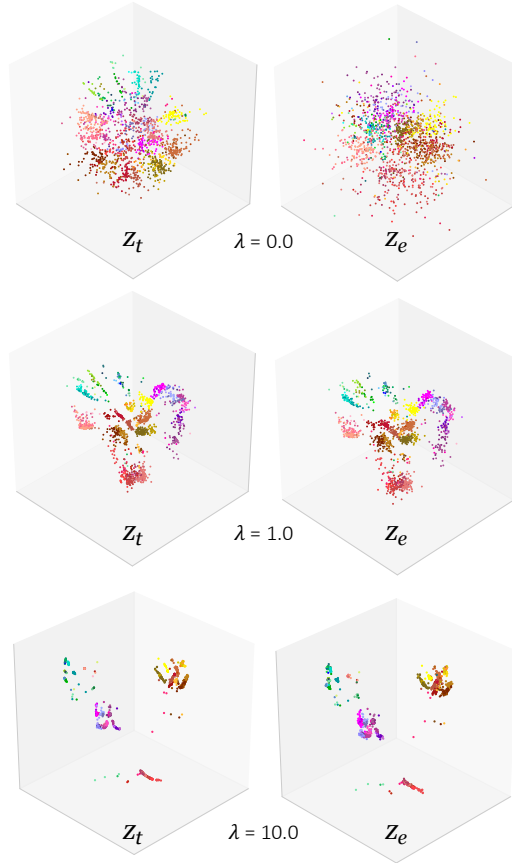 z_t λ = 0.0 z_e
z_t λ = 1.0 z_e
z_t λ = 10.0 z_e